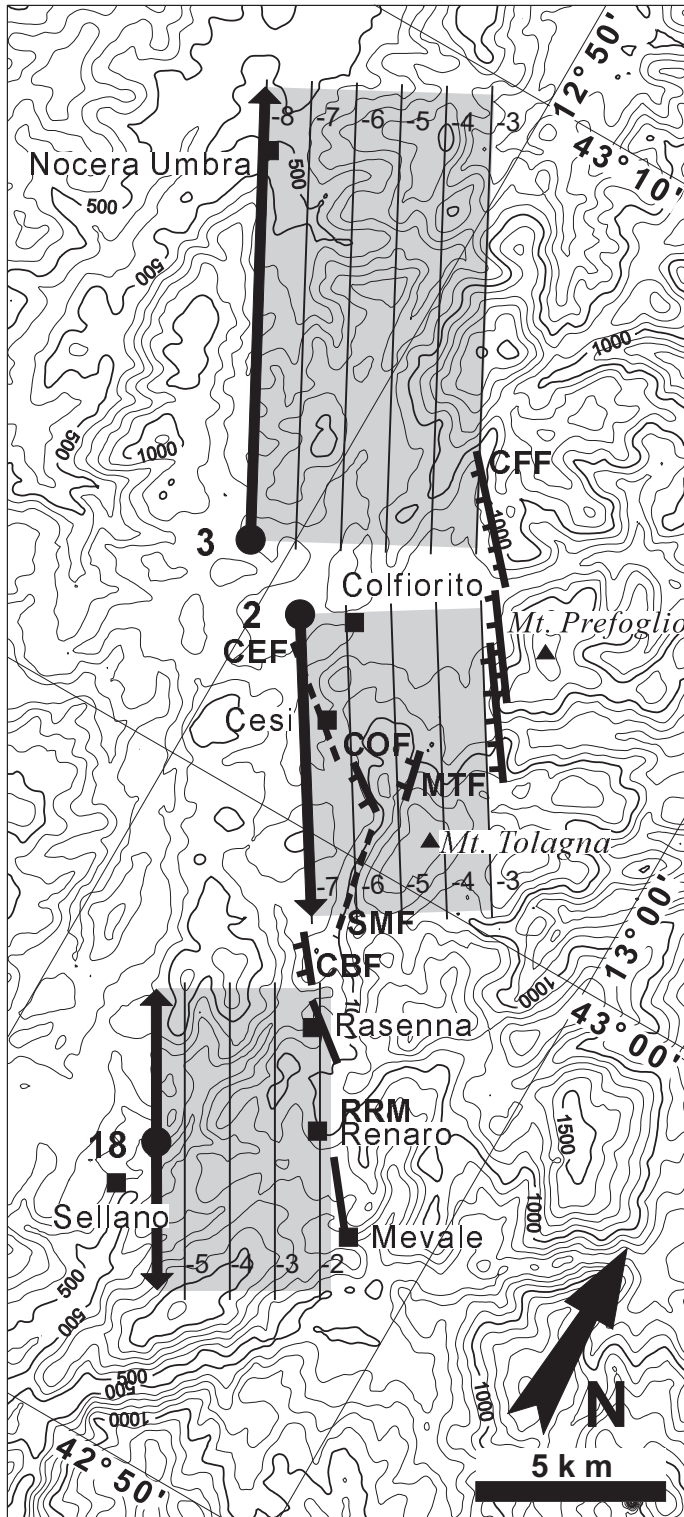 12°50'
-8 -7 -6 -5 -4 -3
43°10'
Nocera Umbra
500
500
500
1000
500
1000
CFF
1000
3
Colfiorito
2
Mt. Prefoglio
CEF
Cesi
COF
MTF
Mt. Tolagna
-7 -6 -5 -4 -3
SMF
13°00'
CBF
1000
Rasenna
43°00'
RRM
Renaro
1500
18
Sellano
1000
Mevale
-5 -4 -3 -2
500
500
500
500
1000
N
1000
42°50'
5 km